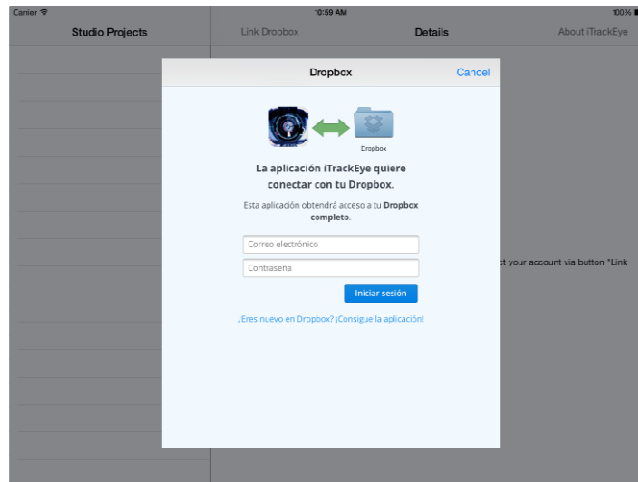 Carrier 10:59 AM 100%
Studio Projects Link Dropbox Details About iTrackEye
Dropbox Cancel
Dropbox
La aplicación iTrackEye quiere
conectar con tu Dropbox.
Esta aplicación obtendrá acceso a tu Dropbox
completo.
Correo electrónico
Contraseña
ct your account via button "Link
Iniciar sesión
¿Eres nuevo en Dropbox? ¡Consigue la aplicación!